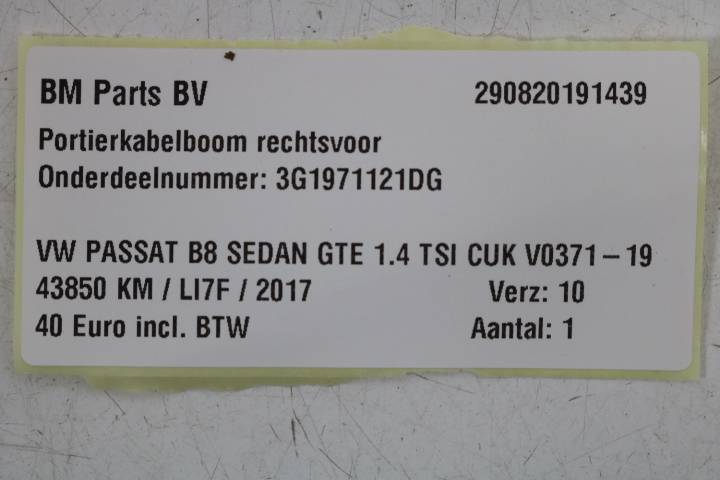 BM Parts BV 290820191439
Portierkabelboom rechtsvoor
Onderdeelnummer: 3G1971121DG
VW PASSAT B8 SEDAN GTE 1.4 TSI CUK V0371-19
43850 KM / LI7F / 2017 Verz: 10
40 Euro incl. BTW Aantal: 1